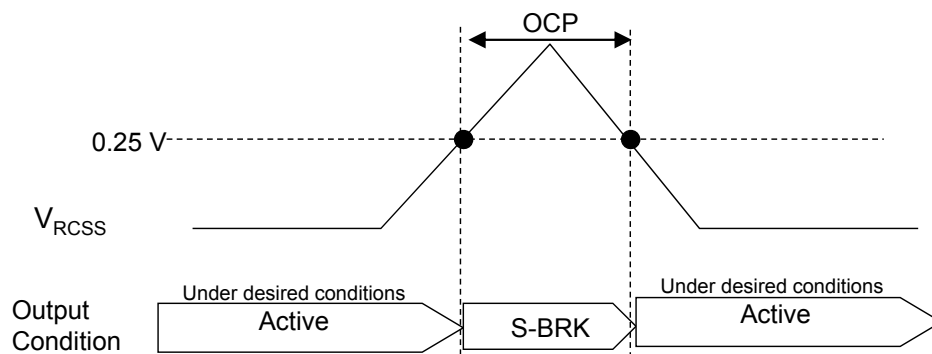 OCP
0.25 V
V_RCSS
Under desired conditions
Under desired conditions
Output
Condition
Active
S-BRK
Active